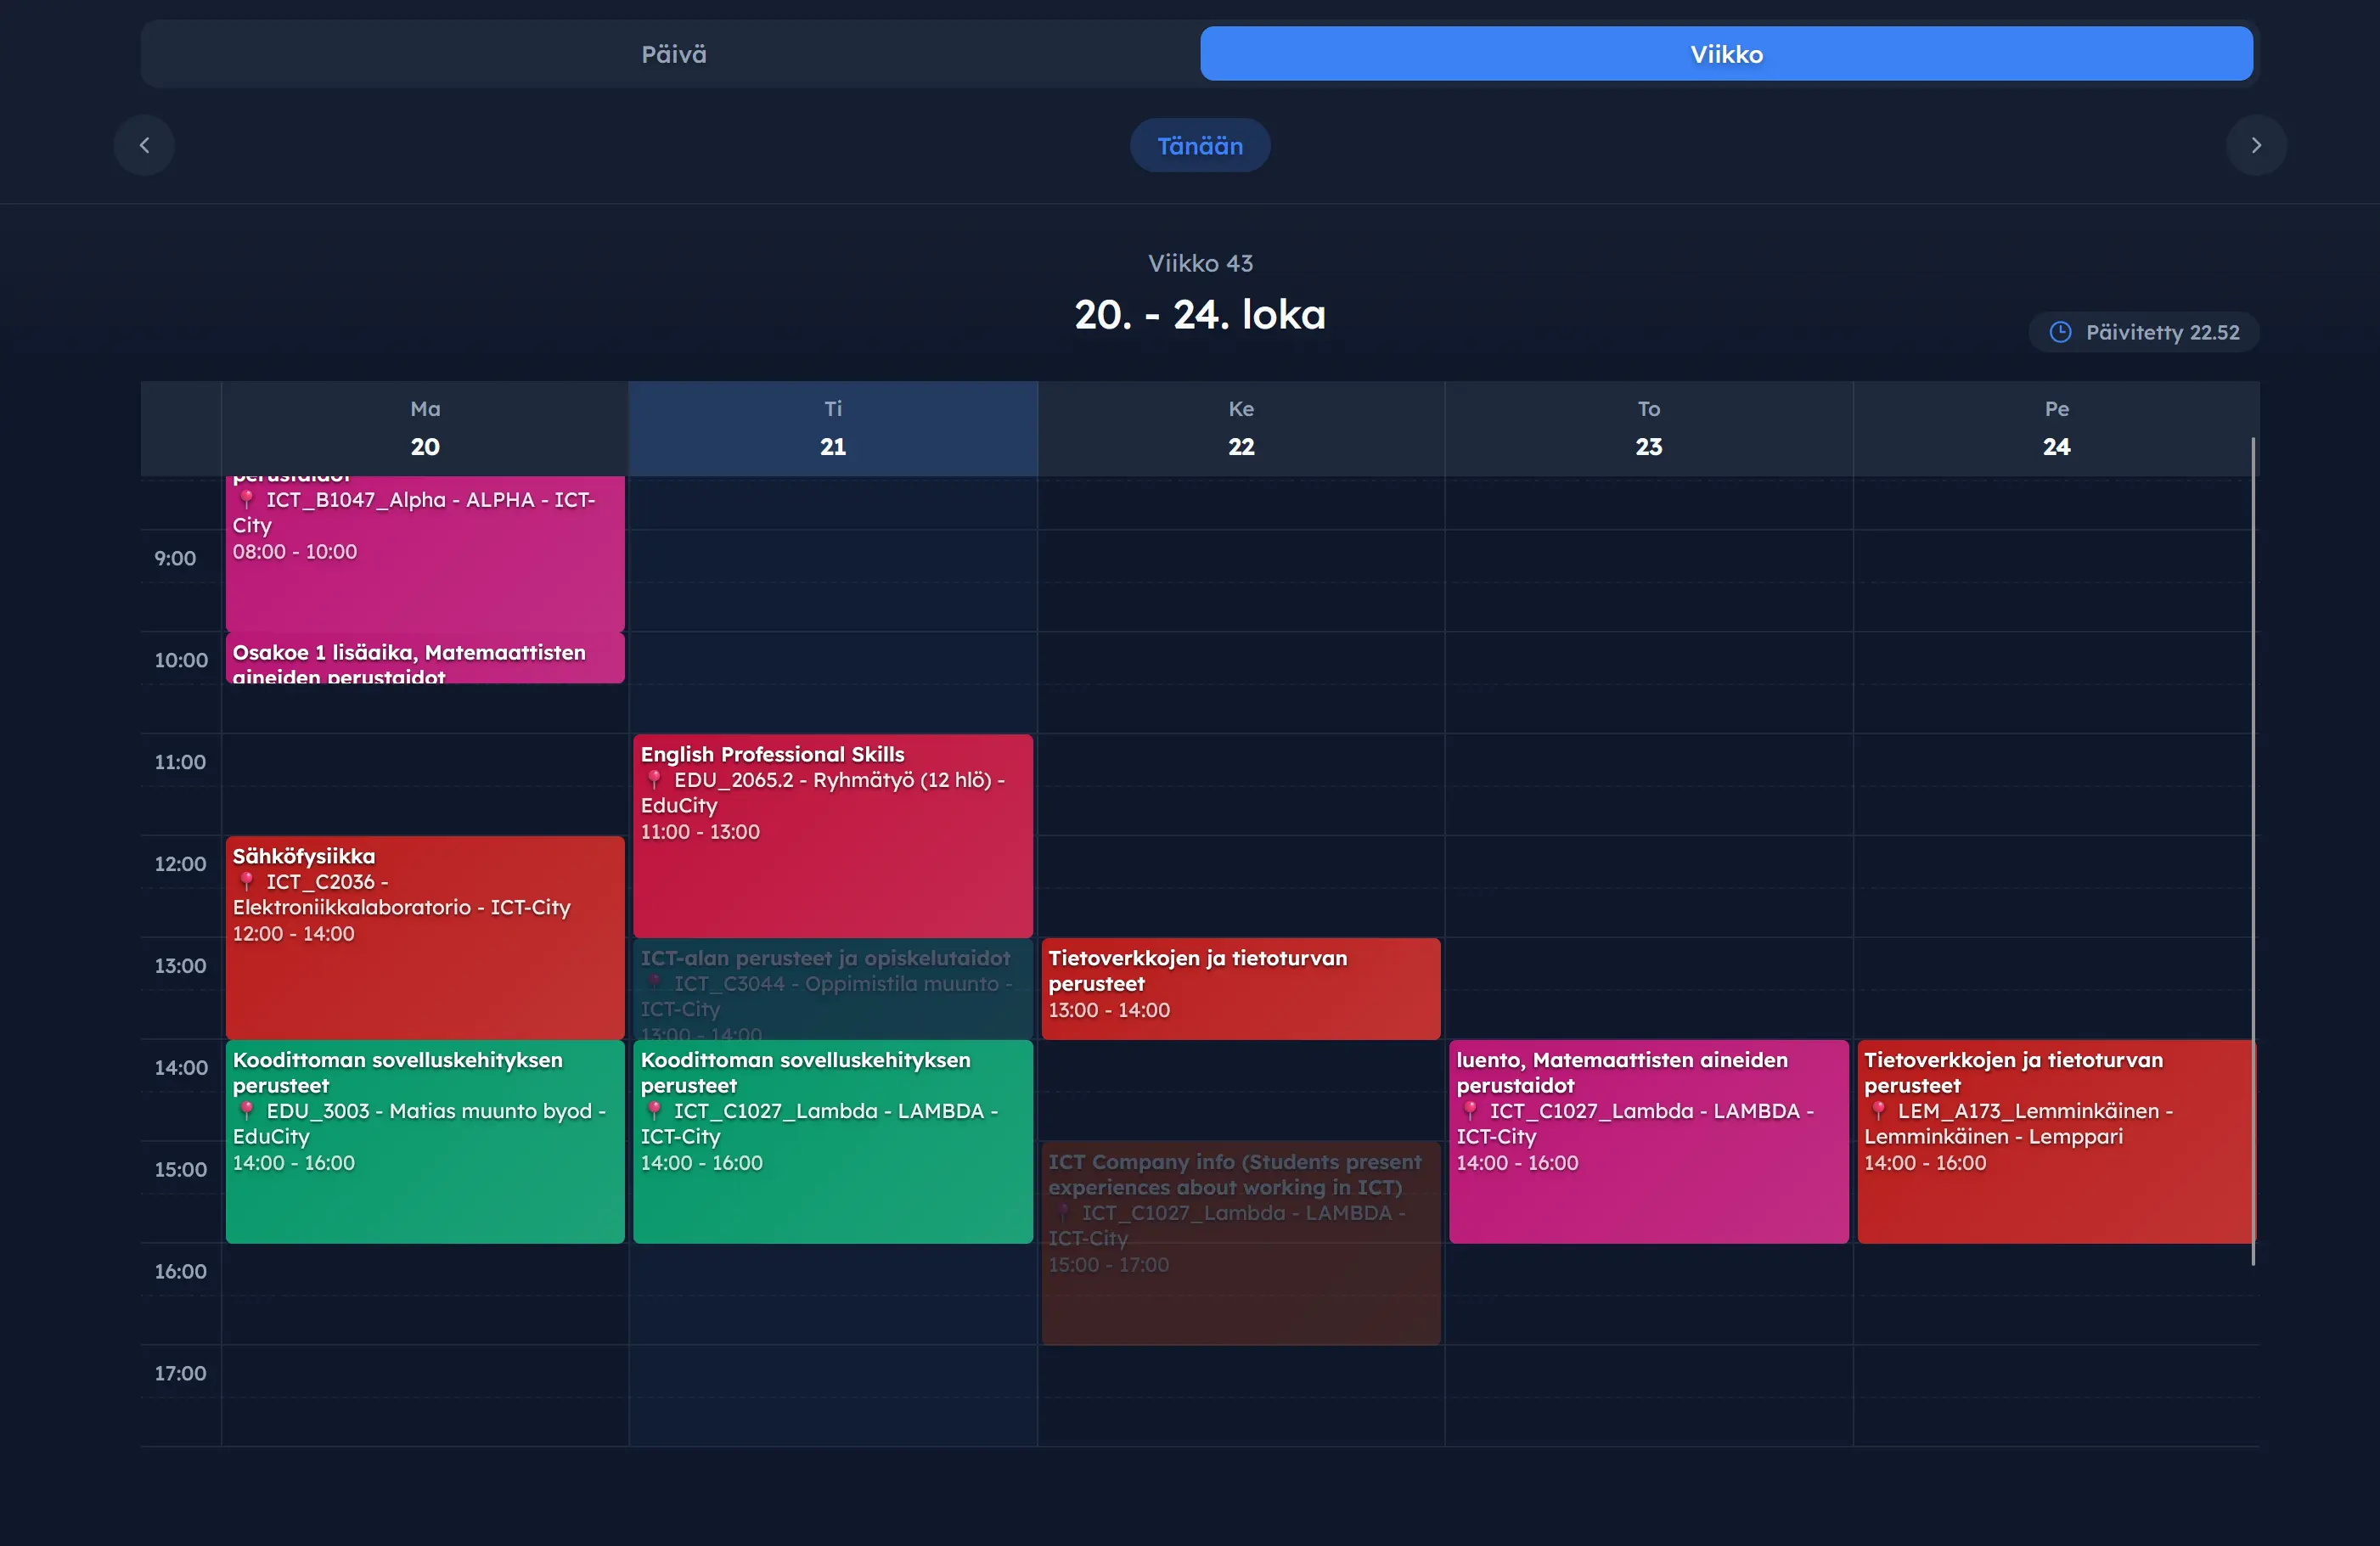 Päivä
Viikko
Tänään
Viikko 43
20. - 24. loka
Päivitetty 22.52
Ma
20
Ti
21
Ke
22
To
23
Pe
24
perustaidot
📍 ICT_B1047_Alpha - ALPHA - ICT-
City
08:00 - 10:00
Osakoe 1 lisäaika, Matemaattisten
aineiden perustaidot
Sähköfysiikka
📍 ICT_C2036 -
Elektroniikkalaboratorio - ICT-City
12:00 - 14:00
Koodittoman sovelluskehityksen
perusteet
📍 EDU_3003 - Matias muunto byod -
EduCity
14:00 - 16:00
English Professional Skills
📍 EDU_2065.2 - Ryhmätyö (12 hlö) -
EduCity
11:00 - 13:00
ICT-alan perusteet ja opiskelutaidot
📍 ICT_C3044 - Oppimistila muunto -
ICT-City
13:00 - 14:00
Koodittoman sovelluskehityksen
perusteet
📍 ICT_C1027_Lambda - LAMBDA -
ICT-City
14:00 - 16:00
Tietoverkkojen ja tietoturvan
perusteet
13:00 - 14:00
ICT Company info (Students present
experiences about working in ICT)
📍 ICT_C1027_Lambda - LAMBDA -
ICT-City
15:00 - 17:00
luento, Matemaattisten aineiden
perustaidot
📍 ICT_C1027_Lambda - LAMBDA -
ICT-City
14:00 - 16:00
Tietoverkkojen ja tietoturvan
perusteet
📍 LEM_A173_Lemminkäinen -
Lemminkäinen - Lemppari
14:00 - 16:00
9:00
10:00
11:00
12:00
13:00
14:00
15:00
16:00
17:00